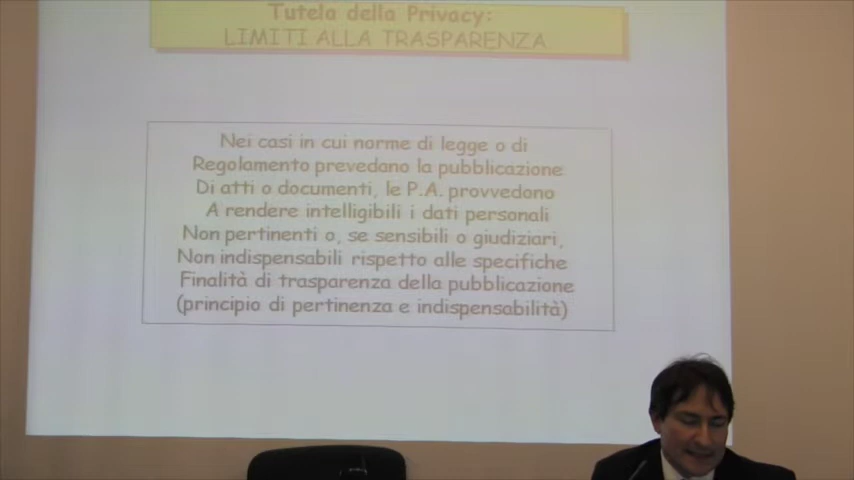 Tutela della Privacy:
LIMITI ALLA TRASPARENZA
Nei casi in cui norme di legge o di
Regolamento prevedano la pubblicazione
Di atti o documenti, le P.A. provvedono
A rendere intelligibili i dati personali
Non pertinenti o, se sensibili o giudiziari,
Non indispensabili rispetto alle specifiche
Finalità di trasparenza della pubblicazione
(principio di pertinenza e indispensabilità)